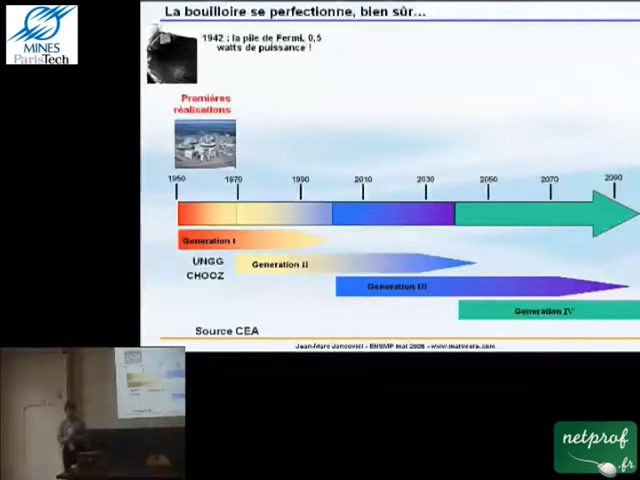 La bouilloire se perfectionne, bien sûr...
MINES
ParisTech
1942 : la pile de Fermi, 0,5
watts de puissance !
Premières
réalisations
1950 1970 1990 2010 2030 2050 2070 2090
Generation I
UNGG
CHOOZ
Generation II
Generation III
Generation IV
Source CEA
Jean-Marc Jancovici - ENSMP mai 2006 - www.manicore.com
netprof
.fr